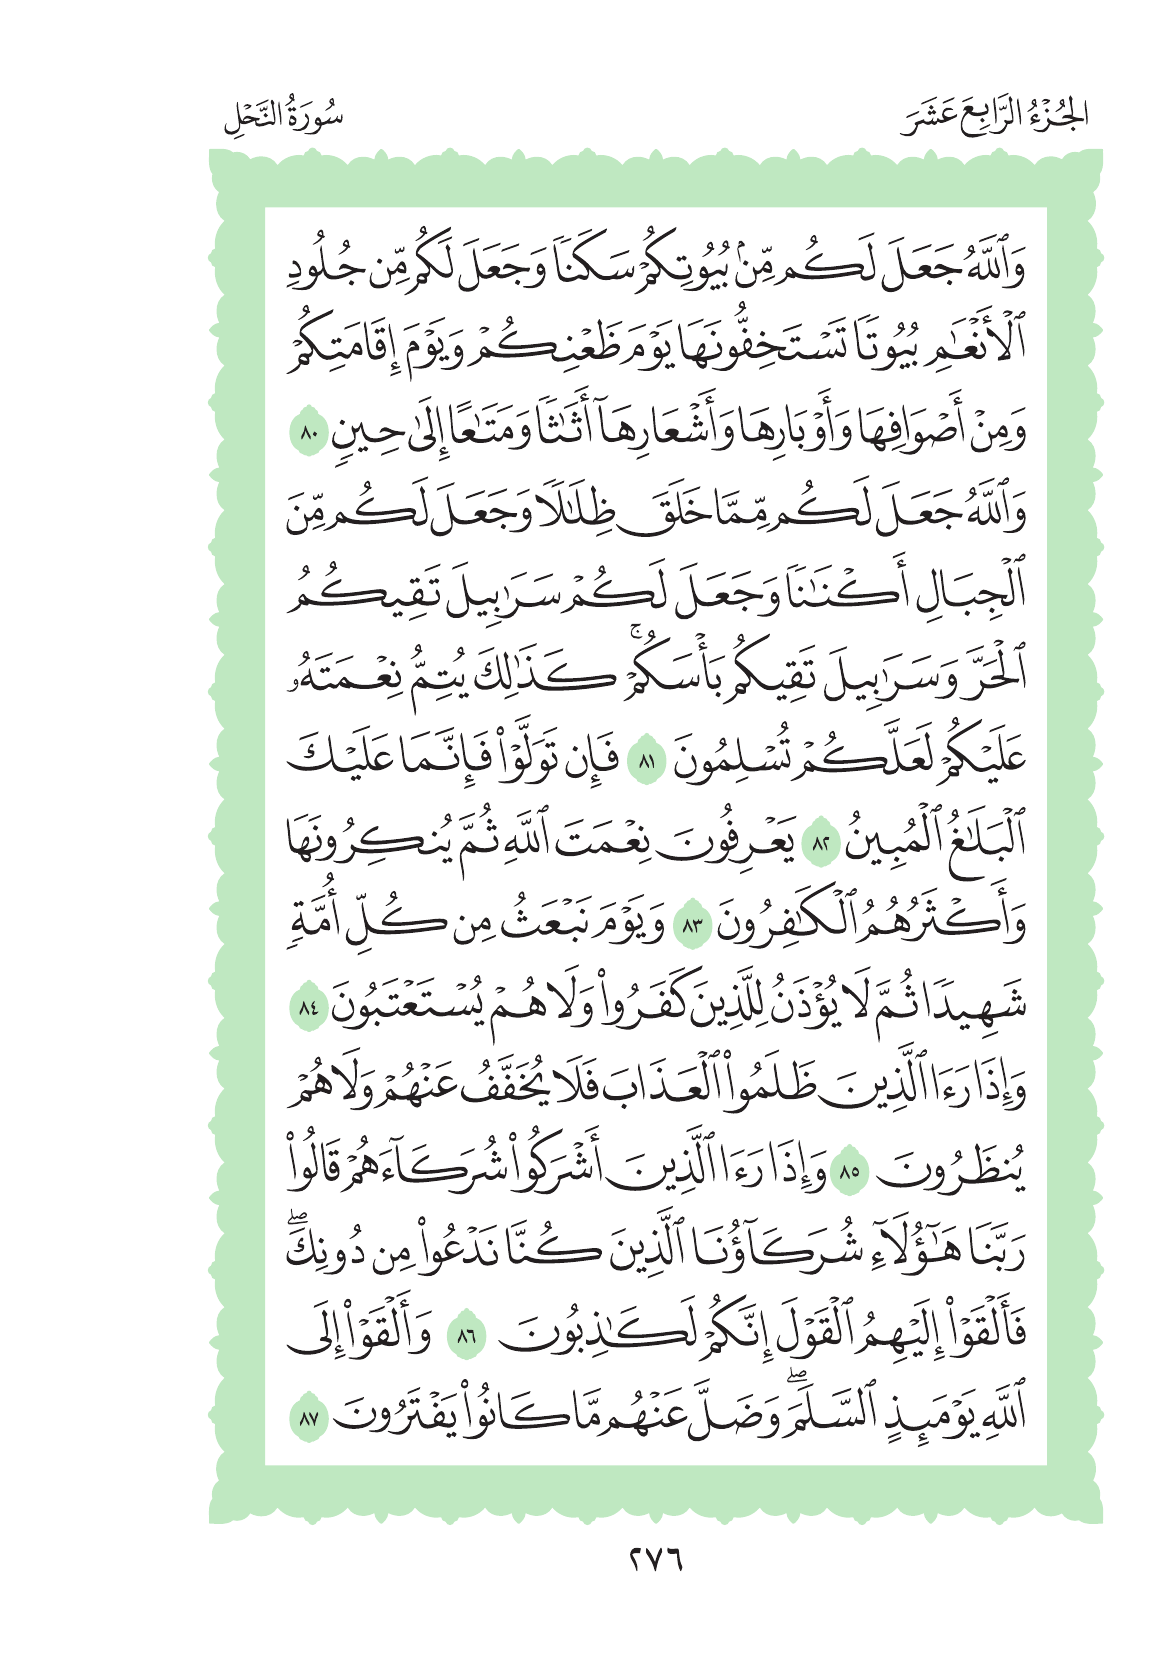 الجُزْءُ الرَّابِعَ عَشَرَ
سُورَةُ النَّحْلِ
وَٱللَّهُ جَعَلَ لَكُم مِّنۢ بُيُوتِكُمْ سَكَنًا وَجَعَلَ لَكُم مِّن جُلُودِ
ٱلْأَنْعَٰمِ بُيُوتًا تَسْتَخِفُّونَهَا يَوْمَ ظَعْنِكُمْ وَيَوْمَ إِقَامَتِكُمْ
وَمِنْ أَصْوَافِهَا وَأَوْبَارِهَا وَأَشْعَارِهَآ أَثَٰثًا وَمَتَٰعًا إِلَىٰ حِينٍ ٨٠
وَٱللَّهُ جَعَلَ لَكُم مِّمَّا خَلَقَ ظِلَٰلًا وَجَعَلَ لَكُم مِّنَ
ٱلْجِبَالِ أَكْنَٰنًا وَجَعَلَ لَكُمْ سَرَٰبِيلَ تَقِيكُمُ
ٱلْحَرَّ وَسَرَٰبِيلَ تَقِيكُم بَأْسَكُمْۚ كَذَٰلِكَ يُتِمُّ نِعْمَتَهُۥ
عَلَيْكُمْ لَعَلَّكُمْ تُسْلِمُونَ ٨١ فَإِن تَوَلَّوْا۟ فَإِنَّمَا عَلَيْكَ
ٱلْبَلَٰغُ ٱلْمُبِينُ ٨٢ يَعْرِفُونَ نِعْمَتَ ٱللَّهِ ثُمَّ يُنكِرُونَهَا
وَأَكْثَرُهُمُ ٱلْكَٰفِرُونَ ٨٣ وَيَوْمَ نَبْعَثُ مِن كُلِّ أُمَّةٍ
شَهِيدًا ثُمَّ لَا يُؤْذَنُ لِلَّذِينَ كَفَرُوا۟ وَلَا هُمْ يُسْتَعْتَبُونَ ٨٤
وَإِذَا رَءَا ٱلَّذِينَ ظَلَمُوا۟ ٱلْعَذَابَ فَلَا يُخَفَّفُ عَنْهُمْ وَلَا هُمْ
يُنظَرُونَ ٨٥ وَإِذَا رَءَا ٱلَّذِينَ أَشْرَكُوا۟ شُرَكَآءَهُمْ قَالُوا۟
رَبَّنَا هَٰٓؤُلَآءِ شُرَكَآؤُنَا ٱلَّذِينَ كُنَّا نَدْعُوا۟ مِن دُونِكَۖ
فَأَلْقَوْا۟ إِلَيْهِمُ ٱلْقَوْلَ إِنَّكُمْ لَكَٰذِبُونَ ٨٦ وَأَلْقَوْا۟ إِلَى
ٱللَّهِ يَوْمَئِذٍ ٱلسَّلَمَۖ وَضَلَّ عَنْهُم مَّا كَانُوا۟ يَفْتَرُونَ ٨٧
٢٧٦